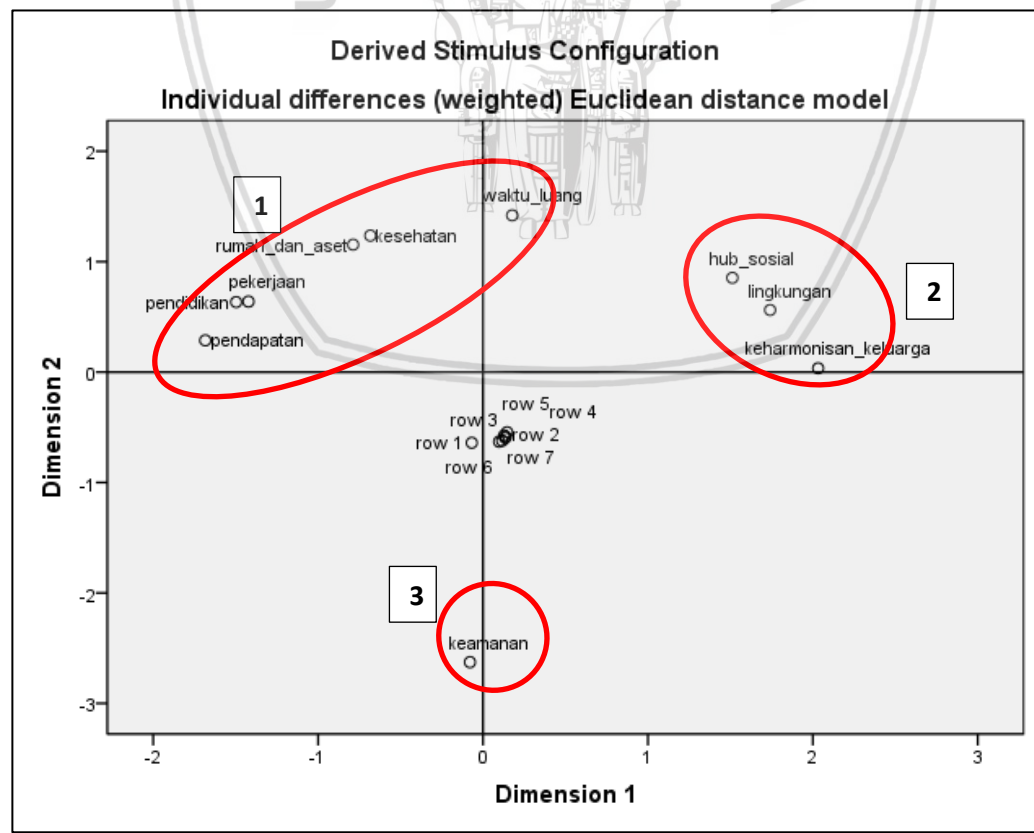 Derived Stimulus Configuration
Individual differences (weighted) Euclidean distance model
2
1
0
-1
-2
-3
Dimension 2
1
waktu_luang
kesehatan
rumah_dan_aset
pekerjaan
pendidikan
pendapatan
hub_sosial
2
lingkungan
keharmonisan_keluarga
row 5
row 4
row 3
row 1
row 2
row 6
row 7
3
keamanan
-2
-1
0
1
2
3
Dimension 1